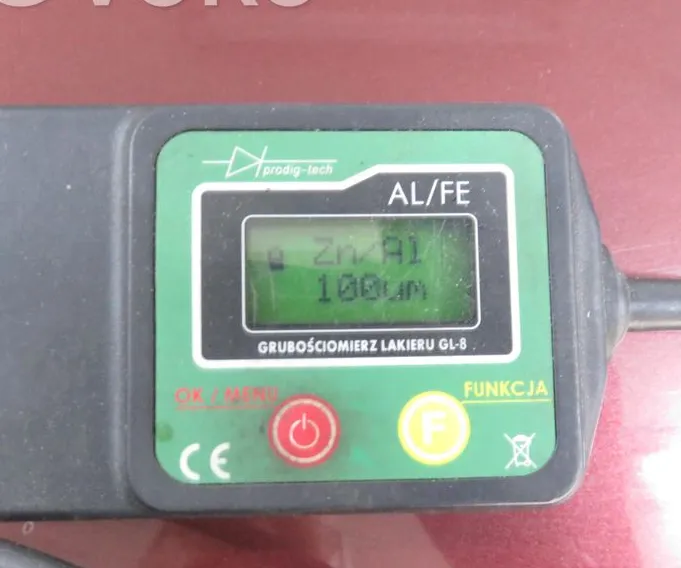 prodig-tech
AL/FE
Zn/Al
100um
GRUBOŚCIOMIERZ LAKIERU GL-8
OK / MENU
FUNKCJA
F
CE